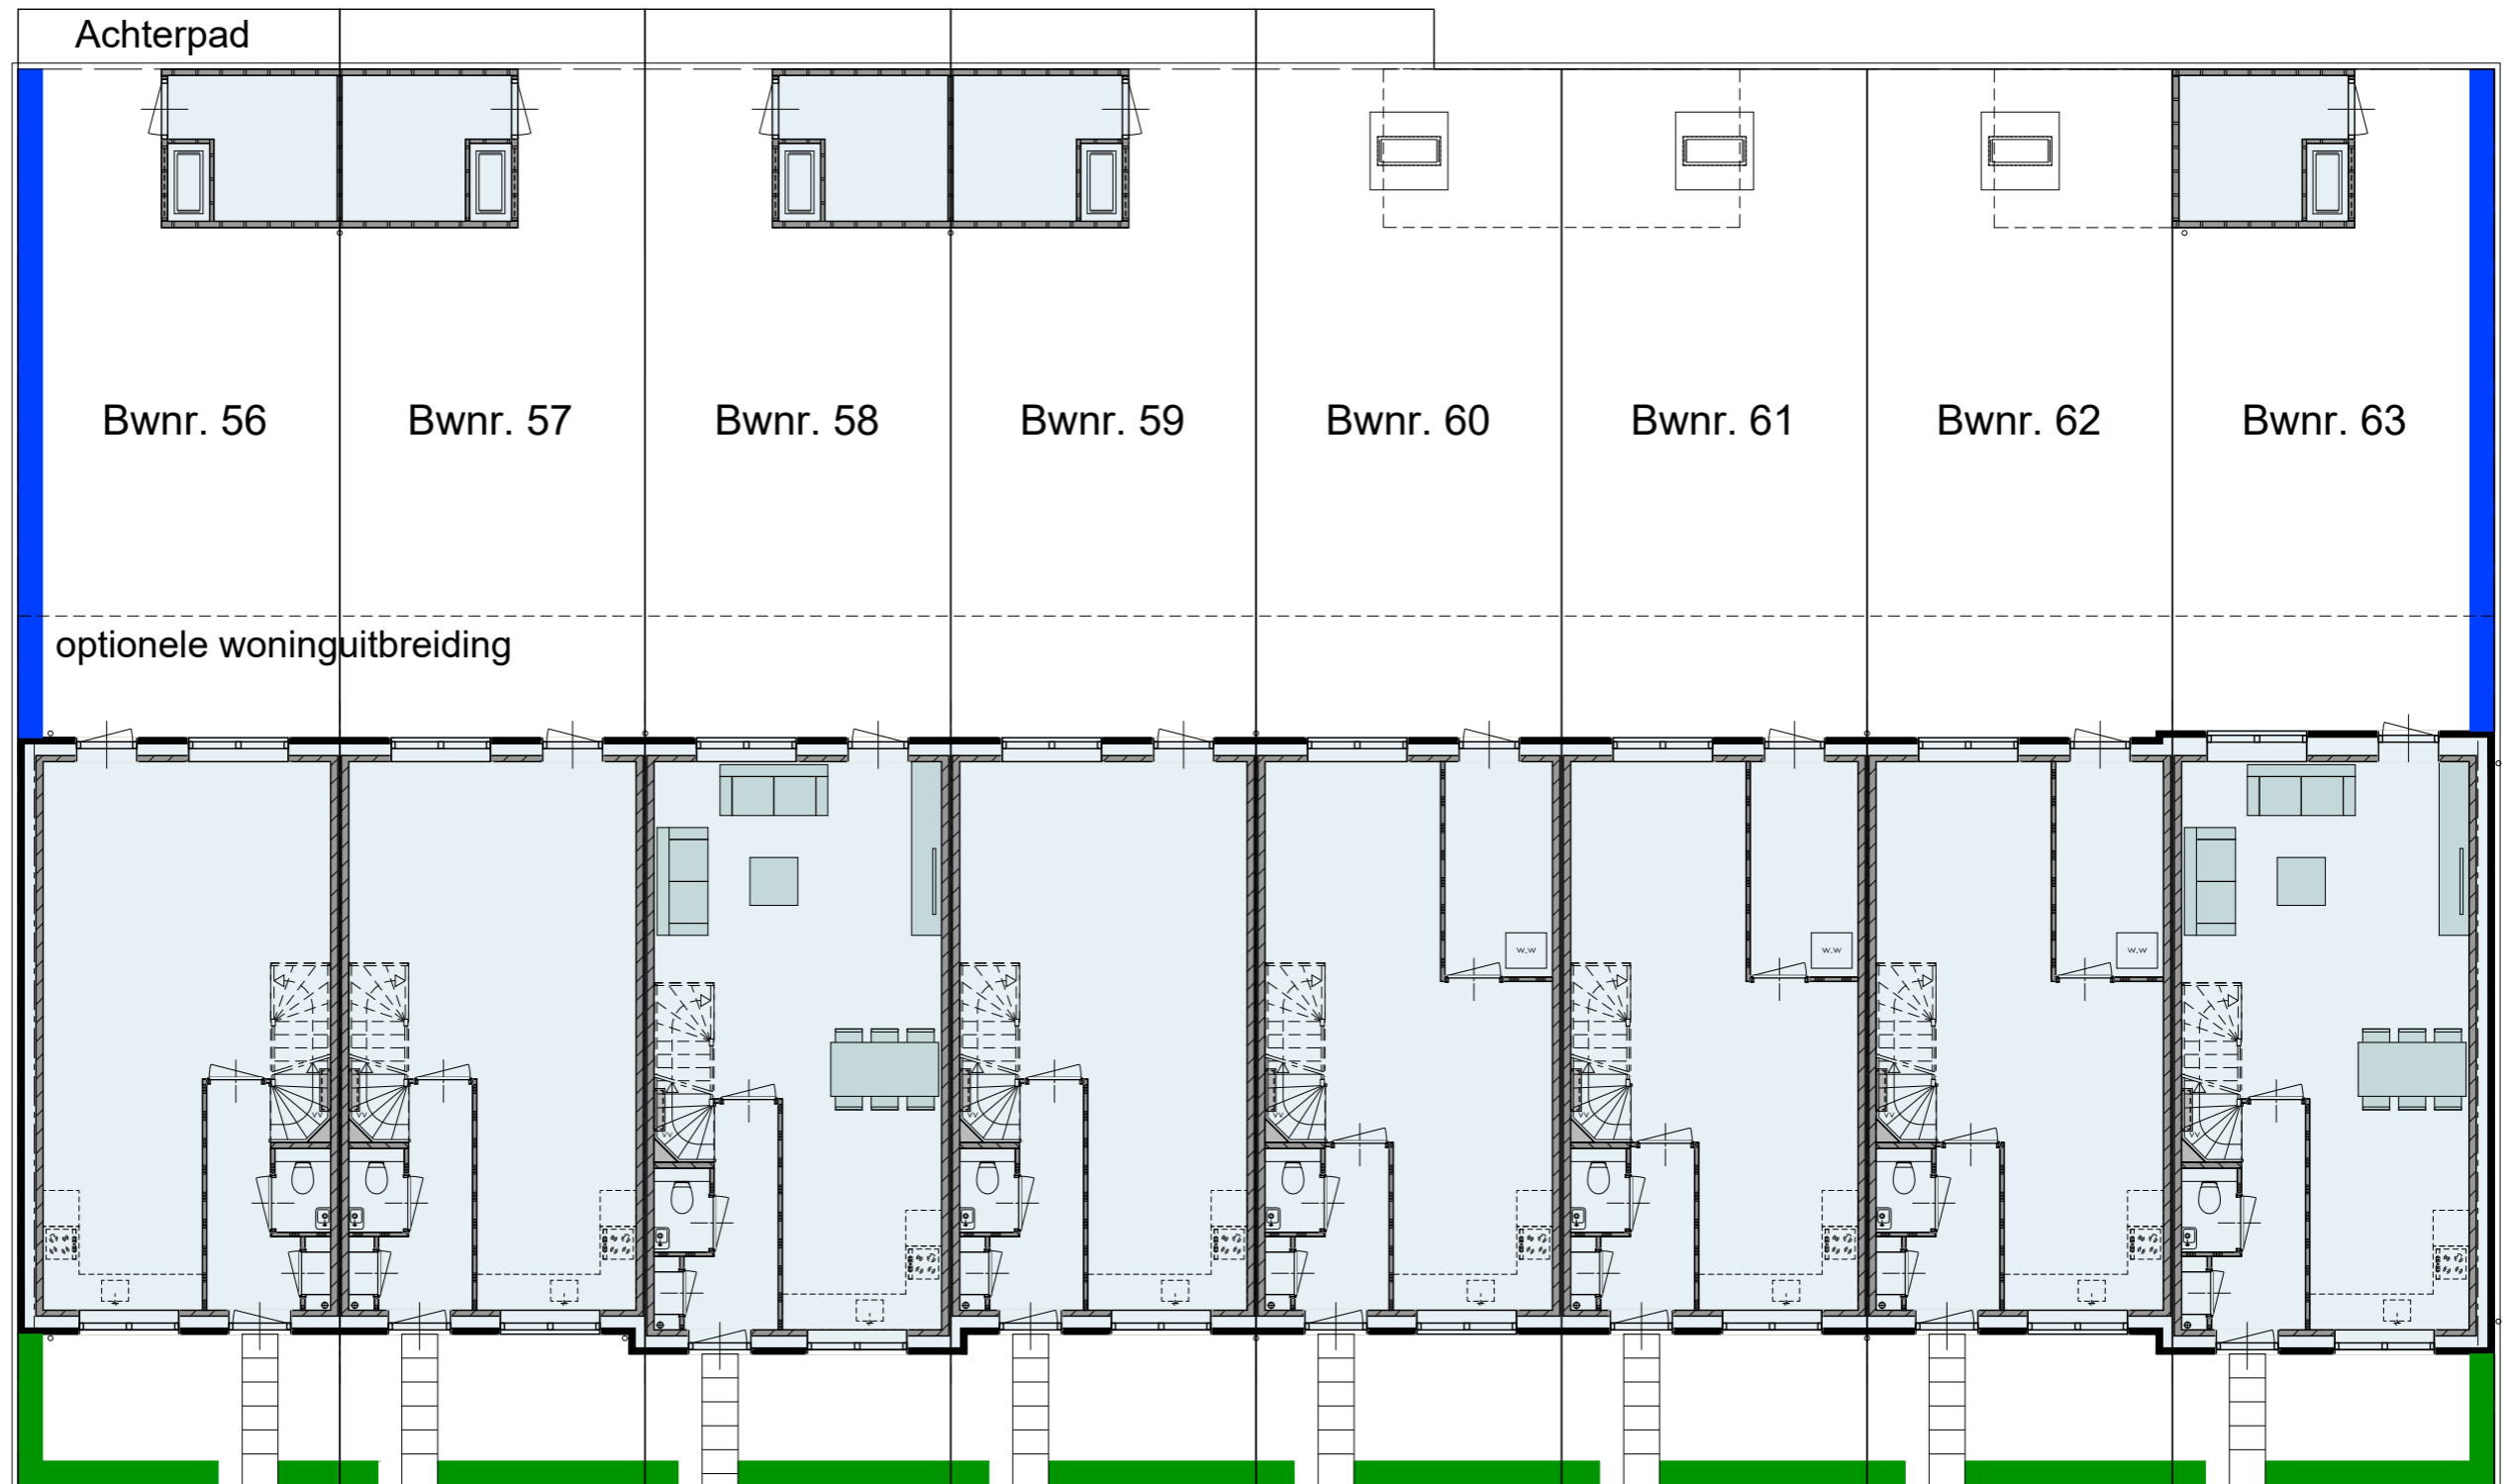 Achterpad
Bwnr. 56
Bwnr. 57
Bwnr. 58
Bwnr. 59
Bwnr. 60
Bwnr. 61
Bwnr. 62
Bwnr. 63
optionele woninguitbreiding
w.w
w.w
w.w